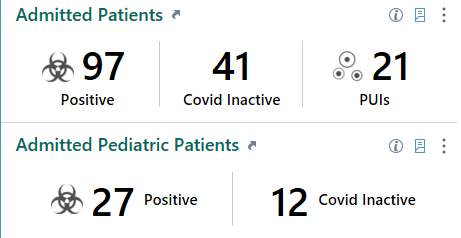 Admitted Patients
97 41 21
Positive Covid Inactive PUIs
Admitted Pediatric Patients
27 Positive 12 Covid Inactive